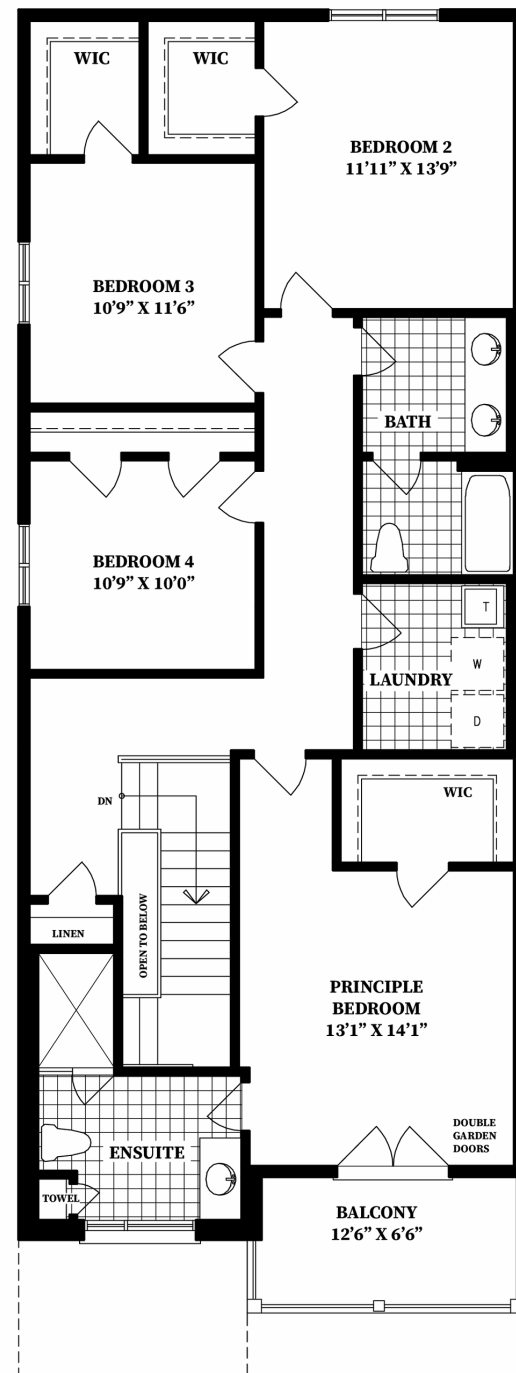 WIC
WIC
BEDROOM 2
11’11” X 13’9”
BEDROOM 3
10’9” X 11’6”
BATH
BEDROOM 4
10’9” X 10’0”
T
W
LAUNDRY
D
WIC
DN
OPEN TO BELOW
LINEN
PRINCIPLE
BEDROOM
13’1” X 14’1”
DOUBLE
GARDEN
DOORS
ENSUITE
TOWEL
BALCONY
12’6” X 6’6”